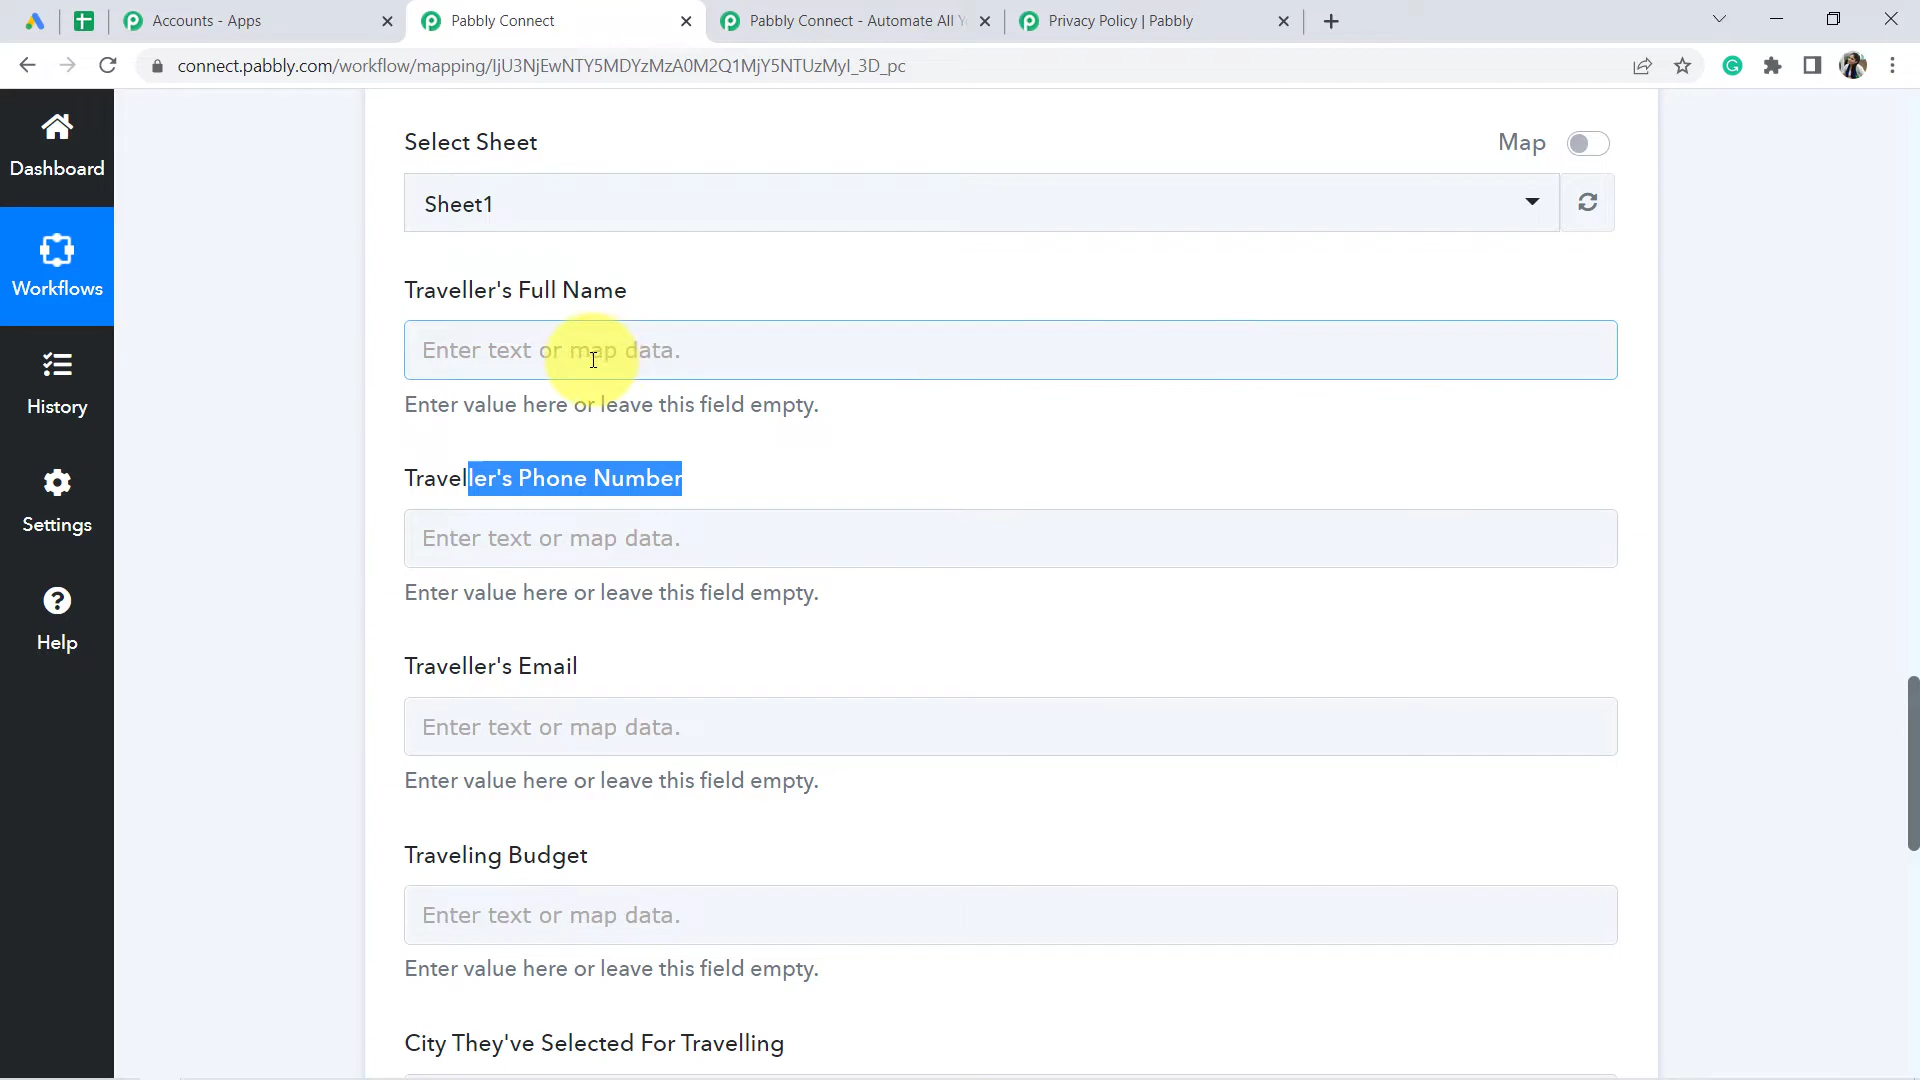 Accounts - Apps
Pabbly Connect
Pabbly Connect - Automate All Y
Privacy Policy | Pabbly
connect.pabbly.com/workflow/mapping/IjU3NjEwNTY5MDYzMzA0M2Q1MjY5NTUzMyI_3D_pc
Dashboard
Workflows
History
Settings
Help
Select Sheet
Map
Sheet1
Traveller's Full Name
Enter text or map data.
Enter value here or leave this field empty.
Traveller's Phone Number
Enter text or map data.
Enter value here or leave this field empty.
Traveller's Email
Enter text or map data.
Enter value here or leave this field empty.
Traveling Budget
Enter text or map data.
Enter value here or leave this field empty.
City They've Selected For Travelling